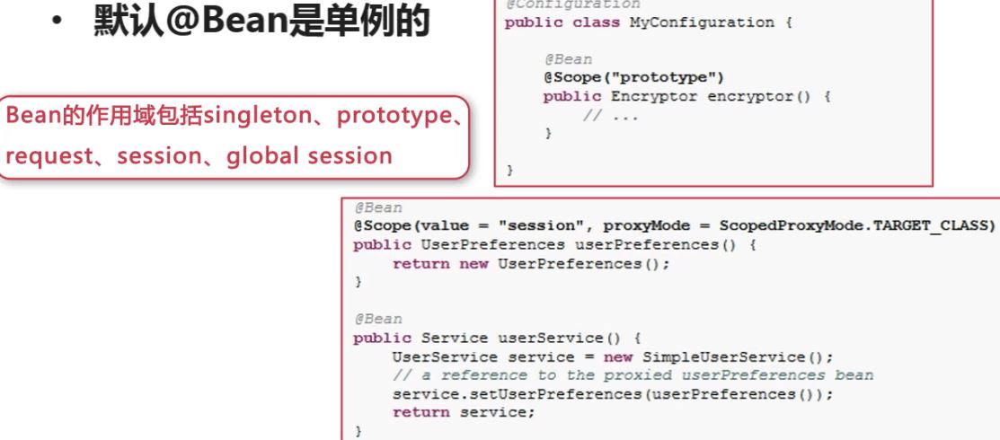 • 默认@Bean是单例的
Bean的作用域包括singleton、prototype、
request、session、global session
@Configuration
public class MyConfiguration {
@Bean
@Scope("prototype")
public Encryptor encryptor() {
// ...
}
}
@Bean
@Scope(value = "session", proxyMode = ScopedProxyMode.TARGET_CLASS)
public UserPreferences userPreferences() {
return new UserPreferences();
}
@Bean
public Service userService() {
UserService service = new SimpleUserService();
// a reference to the proxied userPreferences bean
service.setUserPreferences(userPreferences());
return service;
}